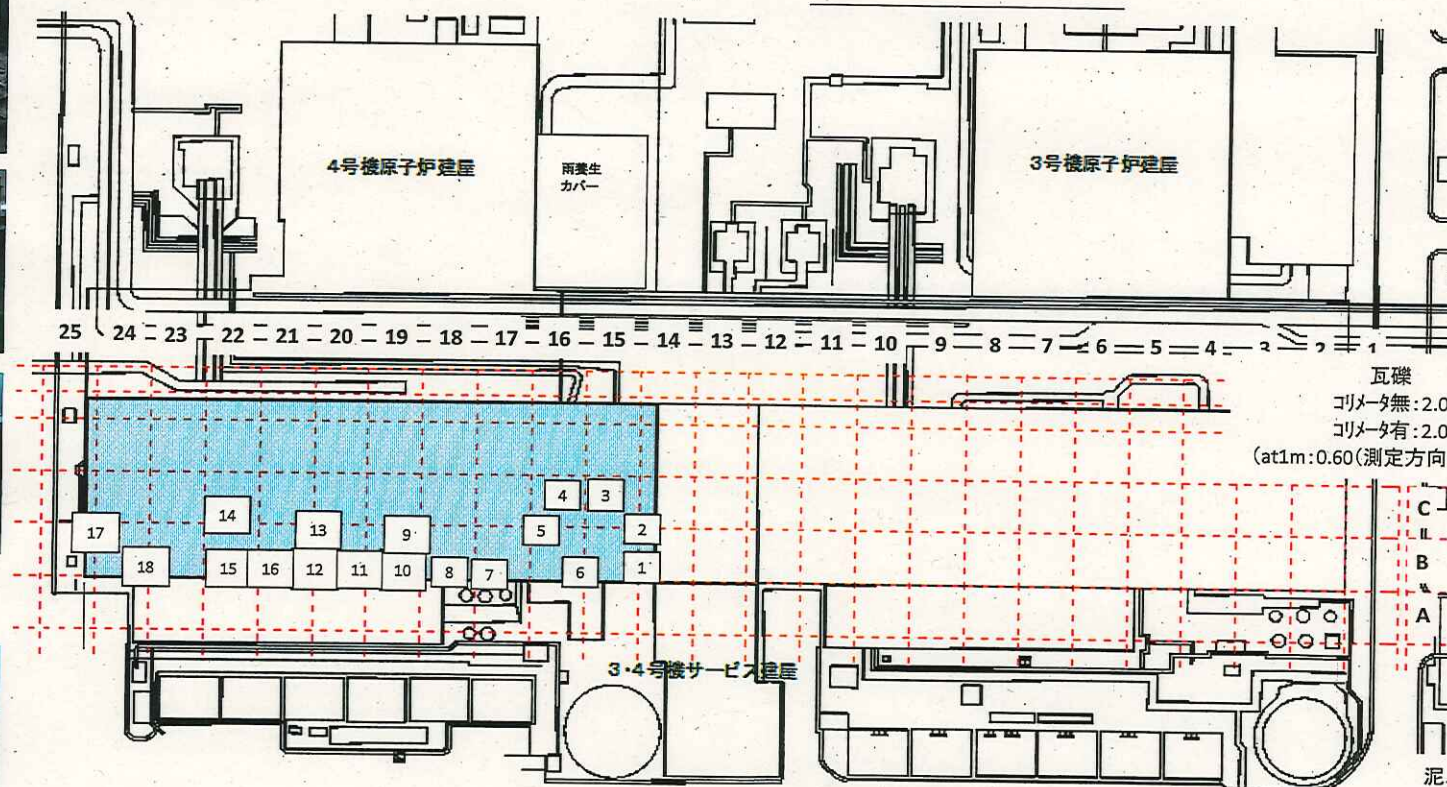 4号機原子炉建屋
雨養生
カバー
3号機原子炉建屋
25 24 23 22 21 20 19 18 17 16 15 14 13 12 11 10 9 8 7 6 5 4 3 2 1
瓦礫
コリメータ無:2.0
コリメータ有:2.0
(at1m:0.60(測定方向
4 3
14
17 13 9 5 2
18 15 16 12 11 10 8 7 6 1
C
B
A
3・4号機サービス建屋
泥